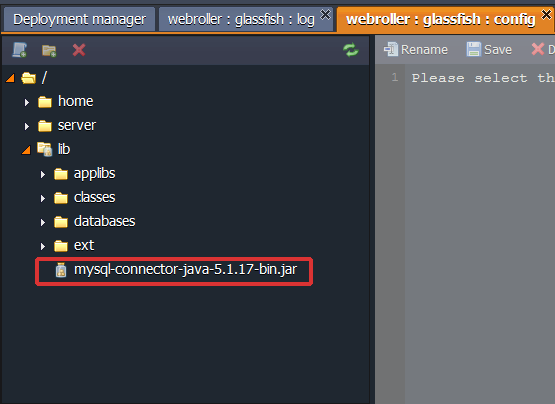 Deployment manager webroller : glassfish : log webroller : glassfish : config
Rename Save
/
1 Please select th
home
server
lib
applibs
classes
databases
ext
mysql-connector-java-5.1.17-bin.jar